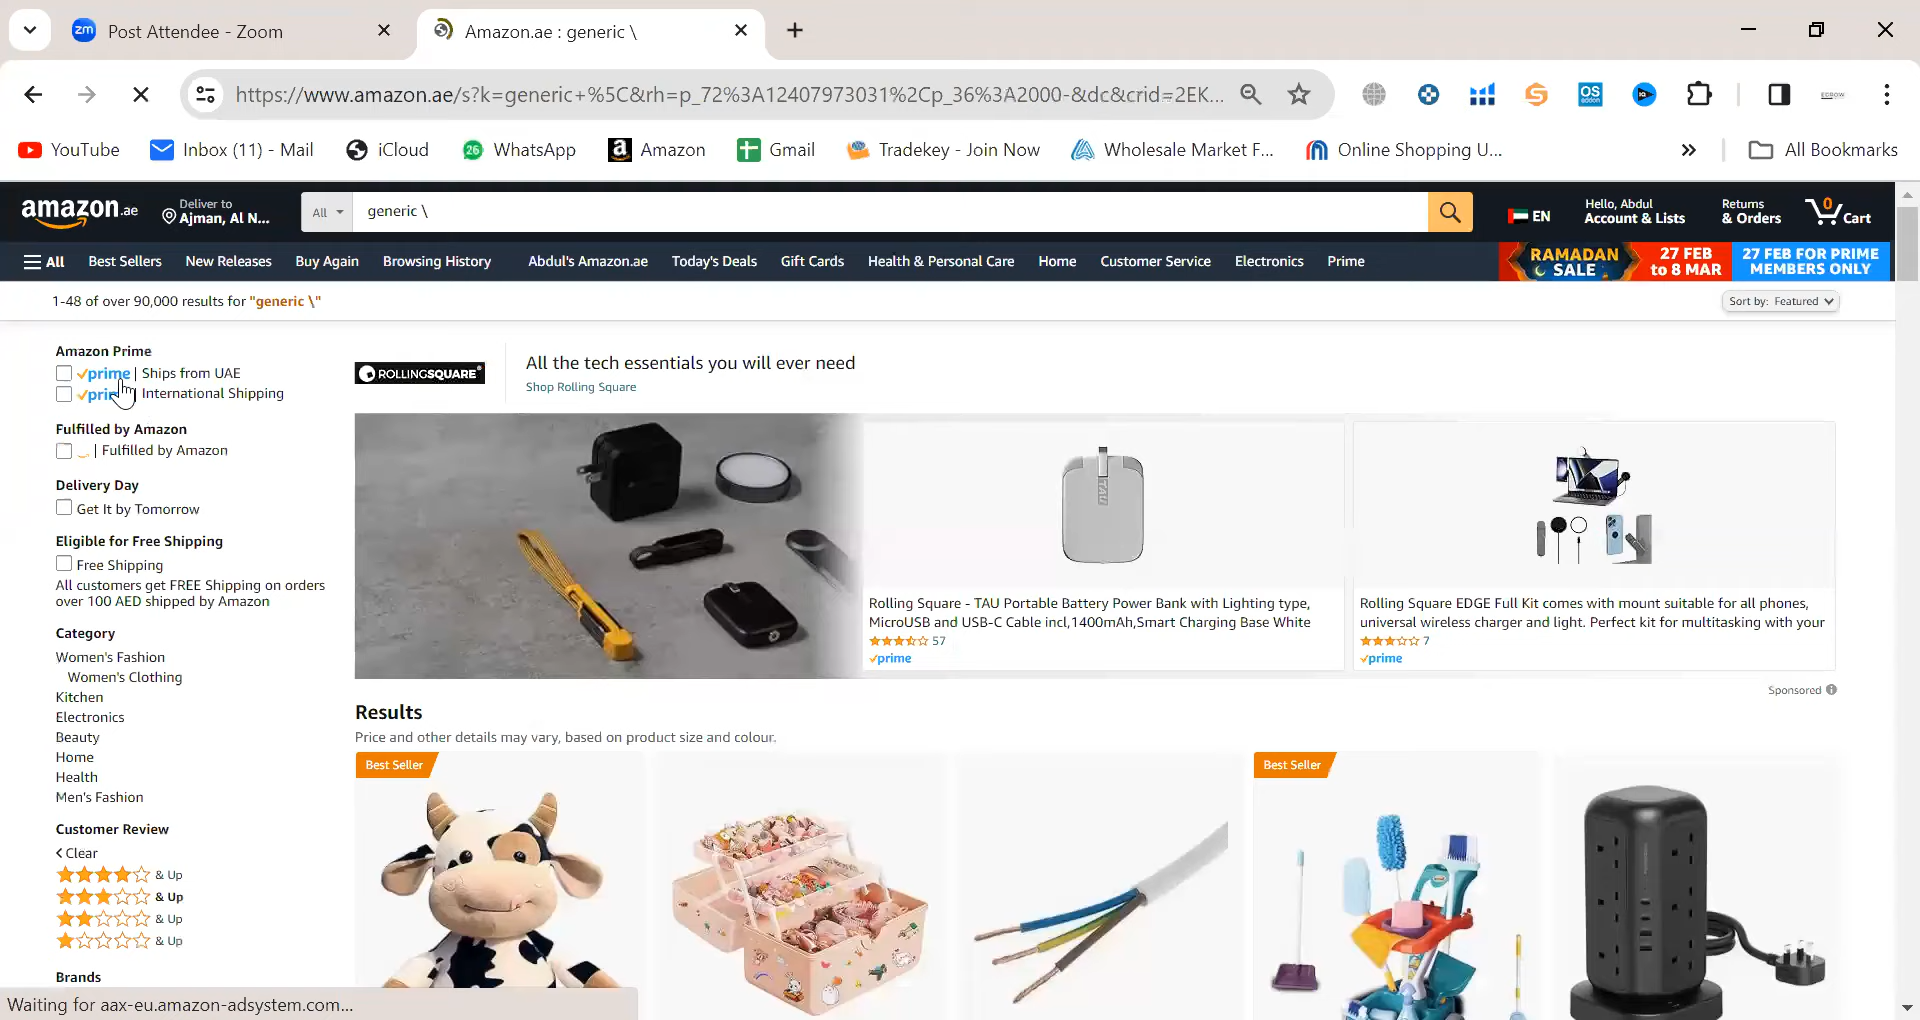 zm Post Attendee - Zoom
Amazon.ae : generic \
https://www.amazon.ae/s?k=generic+%5C&rh=p_72%3A12407973031%2Cp_36%3A2000-&dc&crid=2EK...
YouTube
Inbox (11) - Mail
iCloud
26 WhatsApp
Amazon
Gmail
Tradekey - Join Now
Wholesale Market F...
Online Shopping U...
All Bookmarks
amazon.ae
Deliver to
Ajman, Al N...
All
generic \
EN
Hello, Abdul
Account & Lists
Returns
& Orders
0
Cart
All
Best Sellers
New Releases
Buy Again
Browsing History
Abdul's Amazon.ae
Today's Deals
Gift Cards
Health & Personal Care
Home
Customer Service
Electronics
Prime
RAMADAN
SALE
27 FEB
to 8 MAR
27 FEB FOR PRIME
MEMBERS ONLY
1-48 of over 90,000 results for "generic \"
Sort by: Featured
Amazon Prime
prime | Ships from UAE
International Shipping
Fulfilled by Amazon
| Fulfilled by Amazon
Delivery Day
Get It by Tomorrow
Eligible for Free Shipping
Free Shipping
All customers get FREE Shipping on orders
over 100 AED shipped by Amazon
Category
Women's Fashion
Women's Clothing
Kitchen
Electronics
Beauty
Home
Health
Men's Fashion
Customer Review
Clear
& Up
& Up
& Up
& Up
Brands
ROLLINGSQUARE
All the tech essentials you will ever need
Shop Rolling Square
TAU
Rolling Square - TAU Portable Battery Power Bank with Lighting type,
MicroUSB and USB-C Cable incl,1400mAh,Smart Charging Base White
57
prime
Rolling Square EDGE Full Kit comes with mount suitable for all phones,
universal wireless charger and light. Perfect kit for multitasking with your
7
prime
Sponsored
Results
Price and other details may vary, based on product size and colour.
Best Seller
Best Seller
Waiting for aax-eu.amazon-adsystem.com...